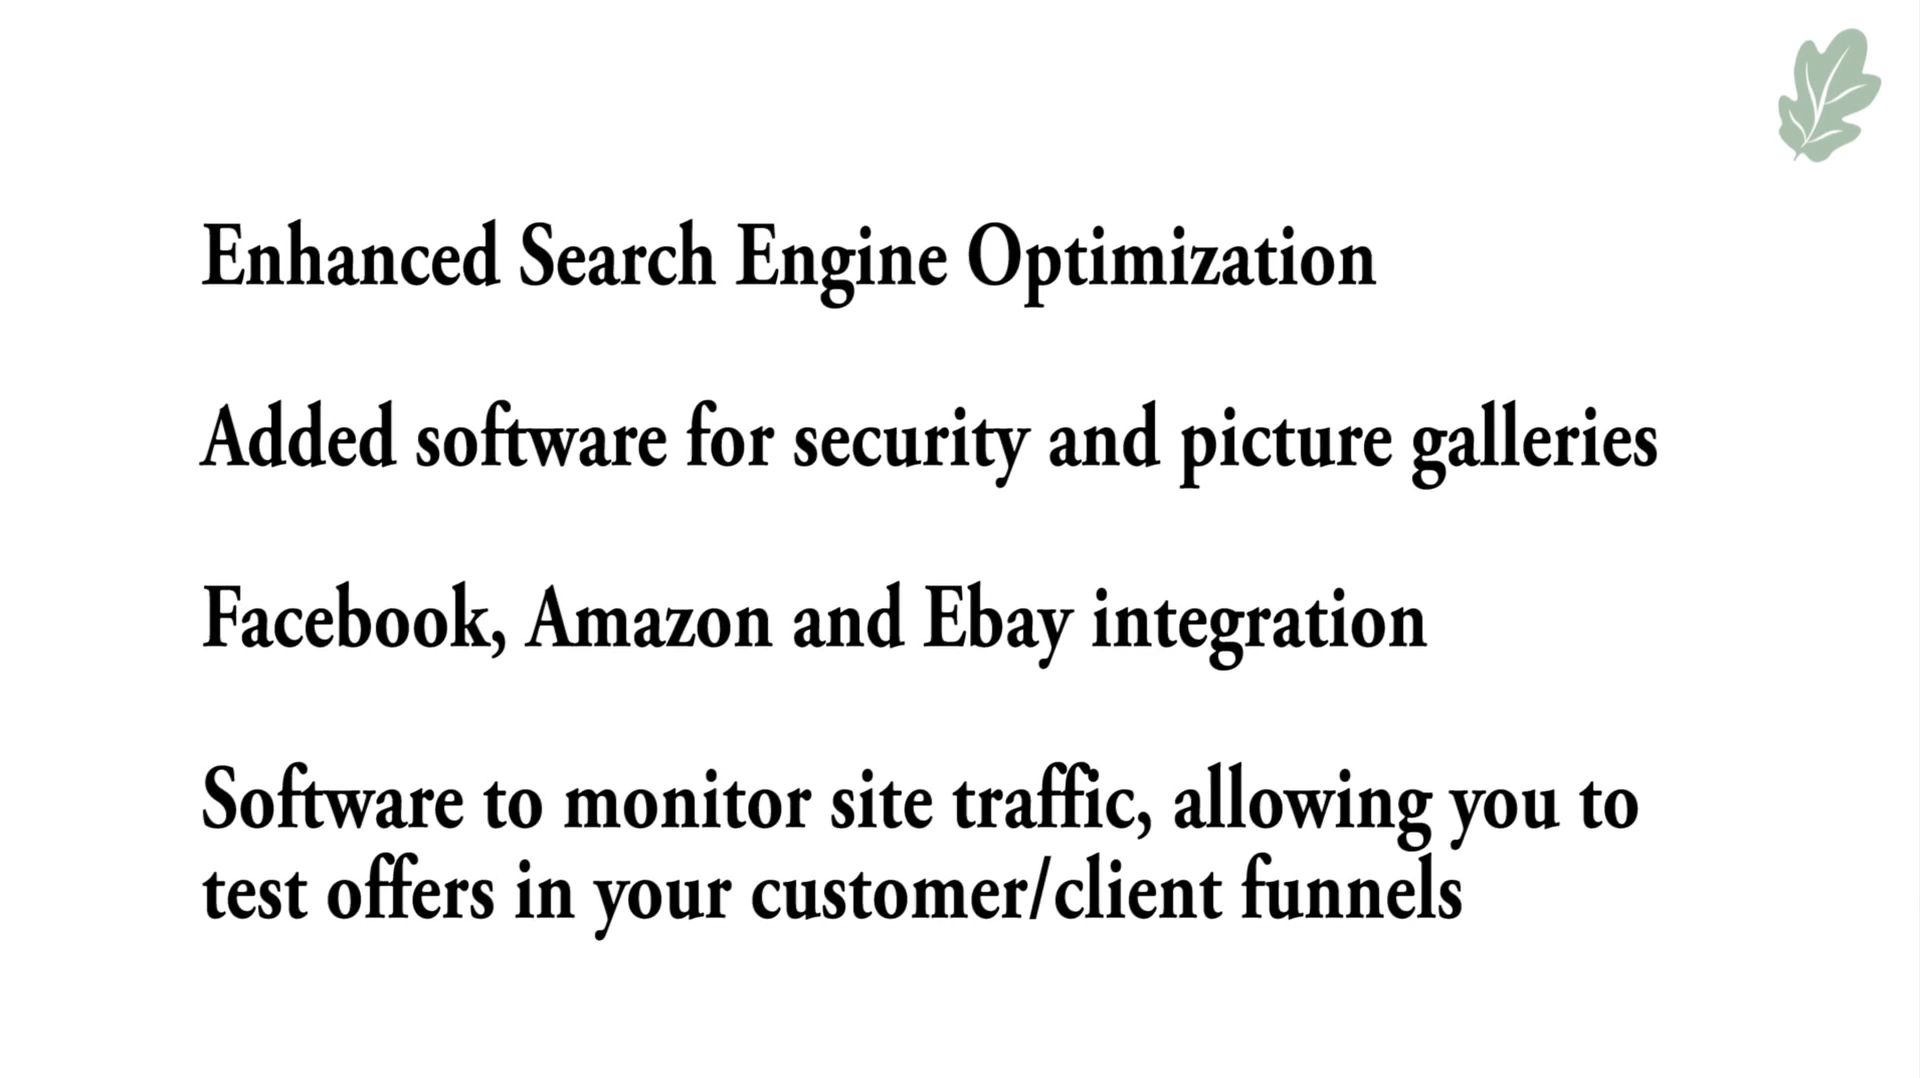 Enhanced Search Engine Optimization
Added software for security and picture galleries
Facebook, Amazon and Ebay integration
Software to monitor site traffic, allowing you to
test offers in your customer/client funnels